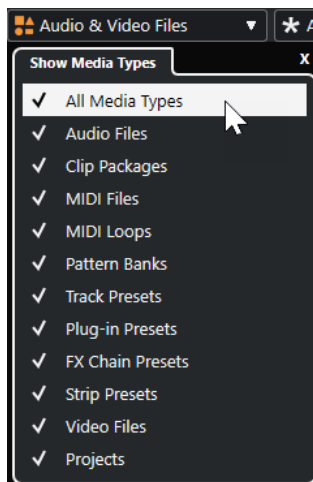 Audio & Video Files
Show Media Types X
All Media Types
Audio Files
Clip Packages
MIDI Files
MIDI Loops
Pattern Banks
Track Presets
Plug-in Presets
FX Chain Presets
Strip Presets
Video Files
Projects